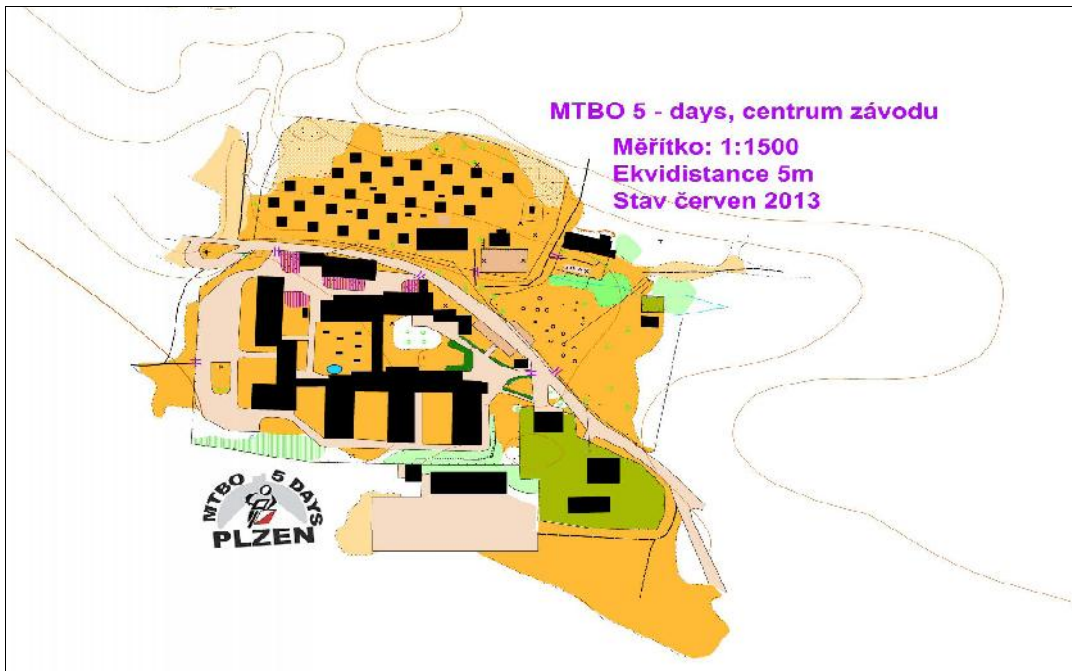 MTBO 5 - days, centrum závodu
Měřítko: 1:1500
Ekvidistance 5m
Stav červen 2013
MTBO 5 DAYS
PLZEN